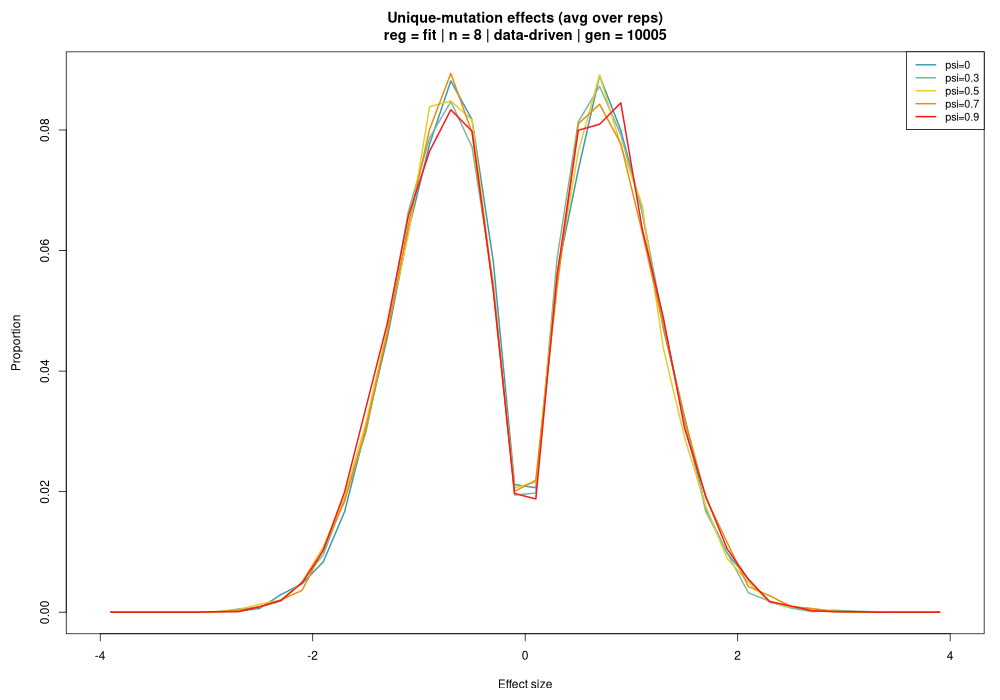 Unique-mutation effects (avg over reps)
reg = fit | n = 8 | data-driven | gen = 10005
psi=0
psi=0.3
psi=0.5
psi=0.7
psi=0.9
Proportion
0.08
0.06
0.04
0.02
0.00
-4
-2
0
2
4
Effect size